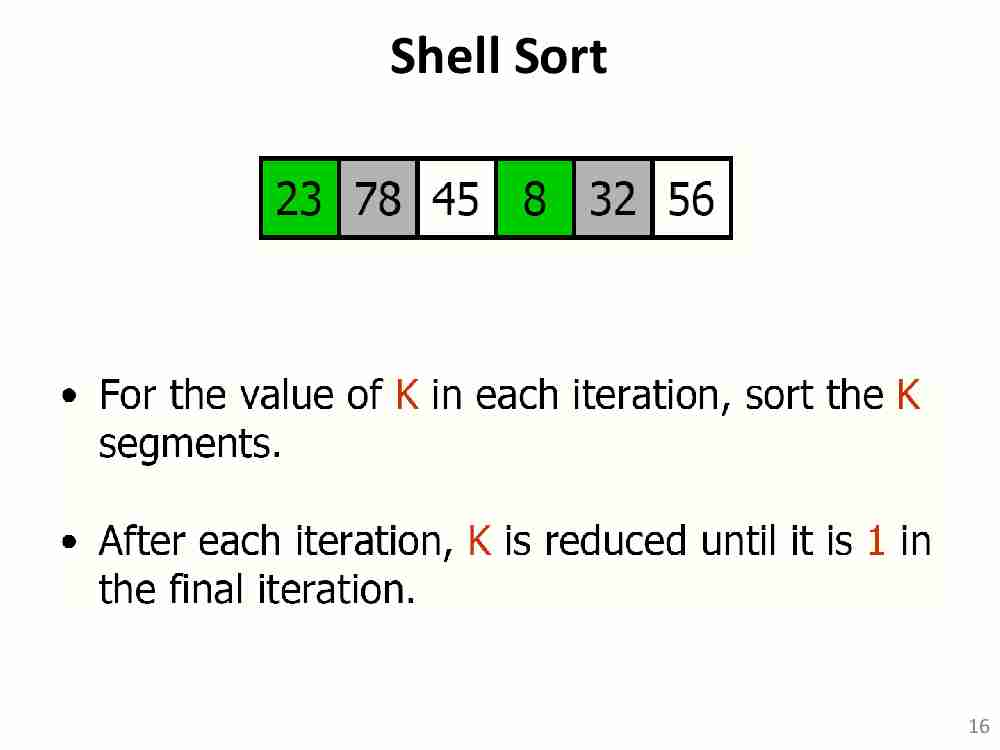 Shell Sort
23 78 45 8 32 56
• For the value of K in each iteration, sort the K
segments.
• After each iteration, K is reduced until it is 1 in
the final iteration.
16